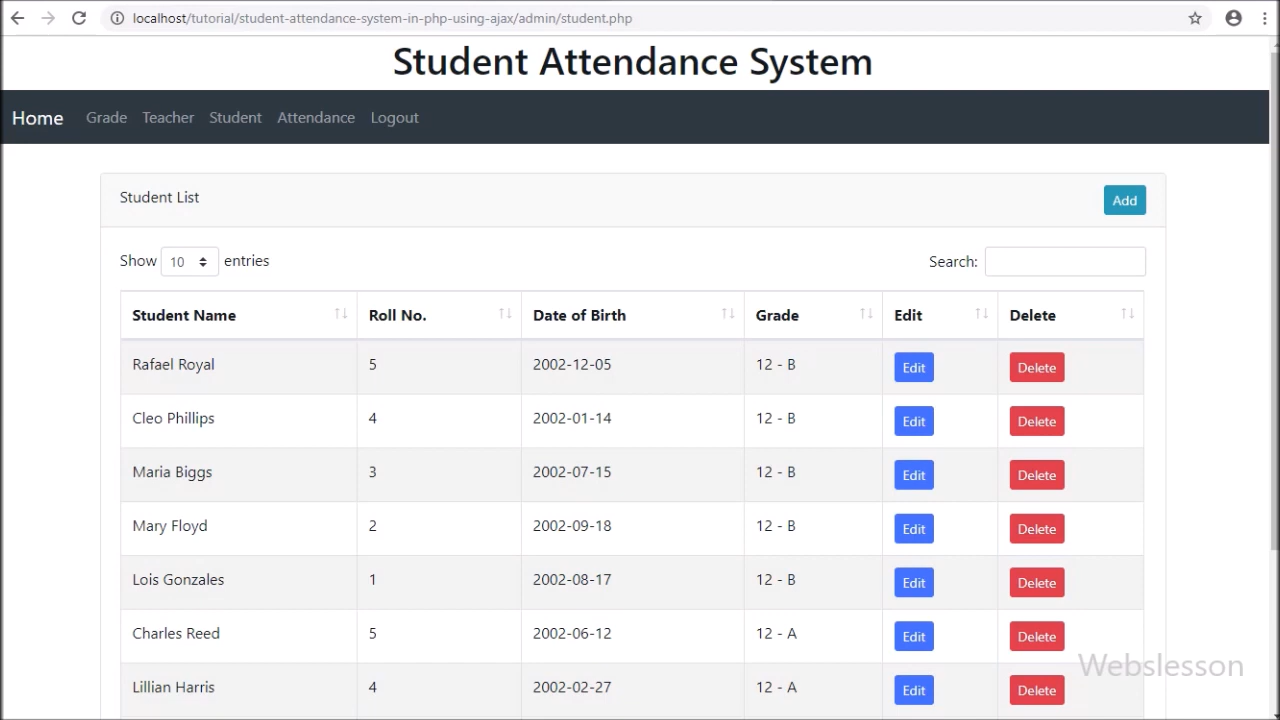 localhost/tutorial/student-attendance-system-in-php-using-ajax/admin/student.php
Student Attendance System
Home Grade Teacher Student Attendance Logout
Student List Add
Show 10 entries Search:
Student Name Roll No. Date of Birth Grade Edit Delete
Rafael Royal 5 2002-12-05 12 - B Edit Delete
Cleo Phillips 4 2002-01-14 12 - B Edit Delete
Maria Biggs 3 2002-07-15 12 - B Edit Delete
Mary Floyd 2 2002-09-18 12 - B Edit Delete
Lois Gonzales 1 2002-08-17 12 - B Edit Delete
Charles Reed 5 2002-06-12 12 - A Edit Delete
Webslesson
Lillian Harris 4 2002-02-27 12 - A Edit Delete